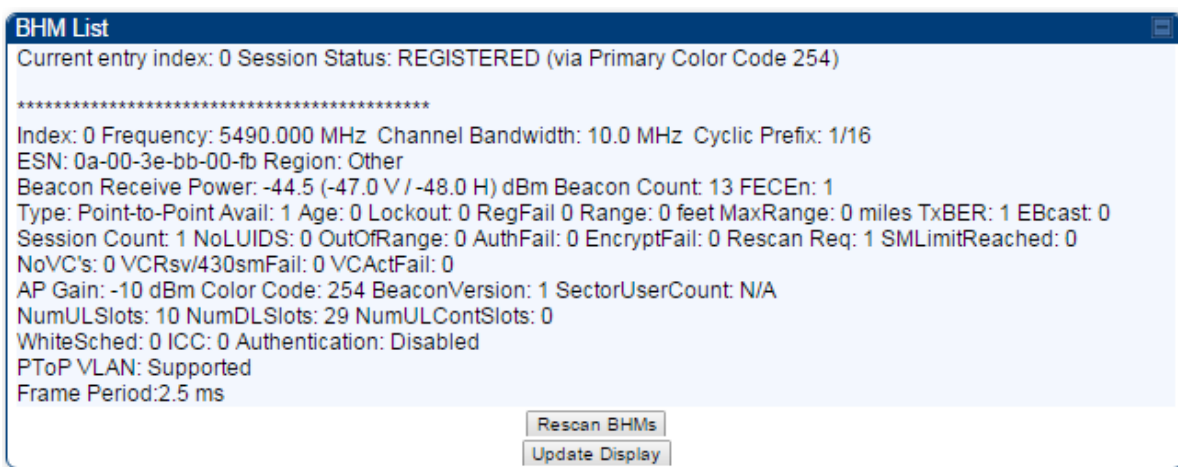 BHM List
Current entry index: 0 Session Status: REGISTERED (via Primary Color Code 254)
*********************************************
Index: 0 Frequency: 5490.000 MHz Channel Bandwidth: 10.0 MHz Cyclic Prefix: 1/16
ESN: 0a-00-3e-bb-00-fb Region: Other
Beacon Receive Power: -44.5 (-47.0 V / -48.0 H) dBm Beacon Count: 13 FECEn: 1
Type: Point-to-Point Avail: 1 Age: 0 Lockout: 0 RegFail 0 Range: 0 feet MaxRange: 0 miles TxBER: 1 EBcast: 0
Session Count: 1 NoLUIDS: 0 OutOfRange: 0 AuthFail: 0 EncryptFail: 0 Rescan Req: 1 SMLimitReached: 0
NoVC's: 0 VCRsv/430smFail: 0 VCActFail: 0
AP Gain: -10 dBm Color Code: 254 BeaconVersion: 1 SectorUserCount: N/A
NumULSlots: 10 NumDLSlots: 29 NumULContSlots: 0
WhiteSched: 0 ICC: 0 Authentication: Disabled
PToP VLAN: Supported
Frame Period:2.5 ms
Rescan BHMs
Update Display